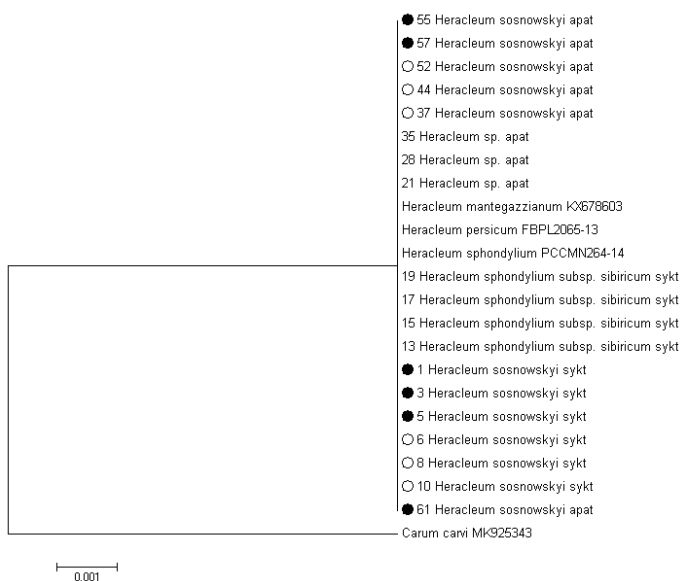 55 Heracleum sosnowskyi apat
57 Heracleum sosnowskyi apat
52 Heracleum sosnowskyi apat
44 Heracleum sosnowskyi apat
37 Heracleum sosnowskyi apat
35 Heracleum sp. apat
28 Heracleum sp. apat
21 Heracleum sp. apat
Heracleum mantegazzianum KX678603
Heracleum persicum FBPL2065-13
Heracleum sphondylium PCCMN264-14
19 Heracleum sphondylium subsp. sibiricum sykt
17 Heracleum sphondylium subsp. sibiricum sykt
15 Heracleum sphondylium subsp. sibiricum sykt
13 Heracleum sphondylium subsp. sibiricum sykt
1 Heracleum sosnowskyi sykt
3 Heracleum sosnowskyi sykt
5 Heracleum sosnowskyi sykt
6 Heracleum sosnowskyi sykt
8 Heracleum sosnowskyi sykt
10 Heracleum sosnowskyi sykt
61 Heracleum sosnowskyi apat
Carum carvi MK925343
0.001